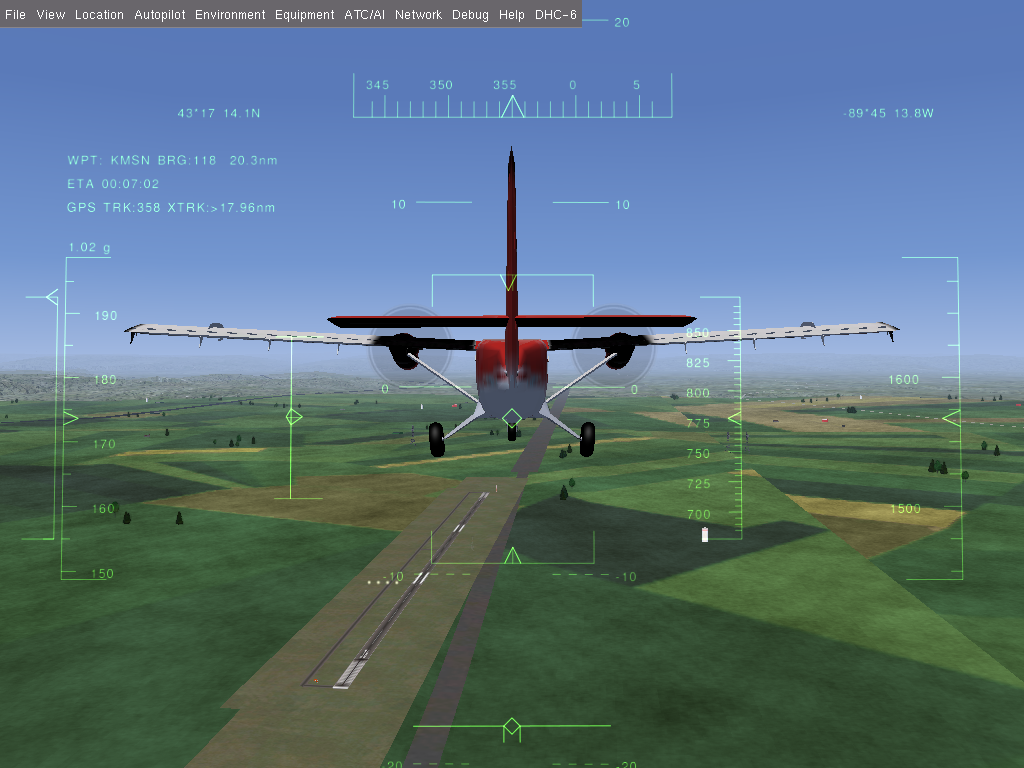 File View Location Autopilot Environment Equipment ATC/AI Network Debug Help DHC-6
20
345 350 355 0 5
43°17 14.1N
-89°45 13.8W
WPT: KMSN BRG:118 20.3nm
ETA 00:07:02
GPS TRK:358 XTRK:>17.96nm
10 10
1.02 g
190
180
170
160
150
0 0
850
825
800
775
750
725
700
1600
1500
-10 -10
-20 -20